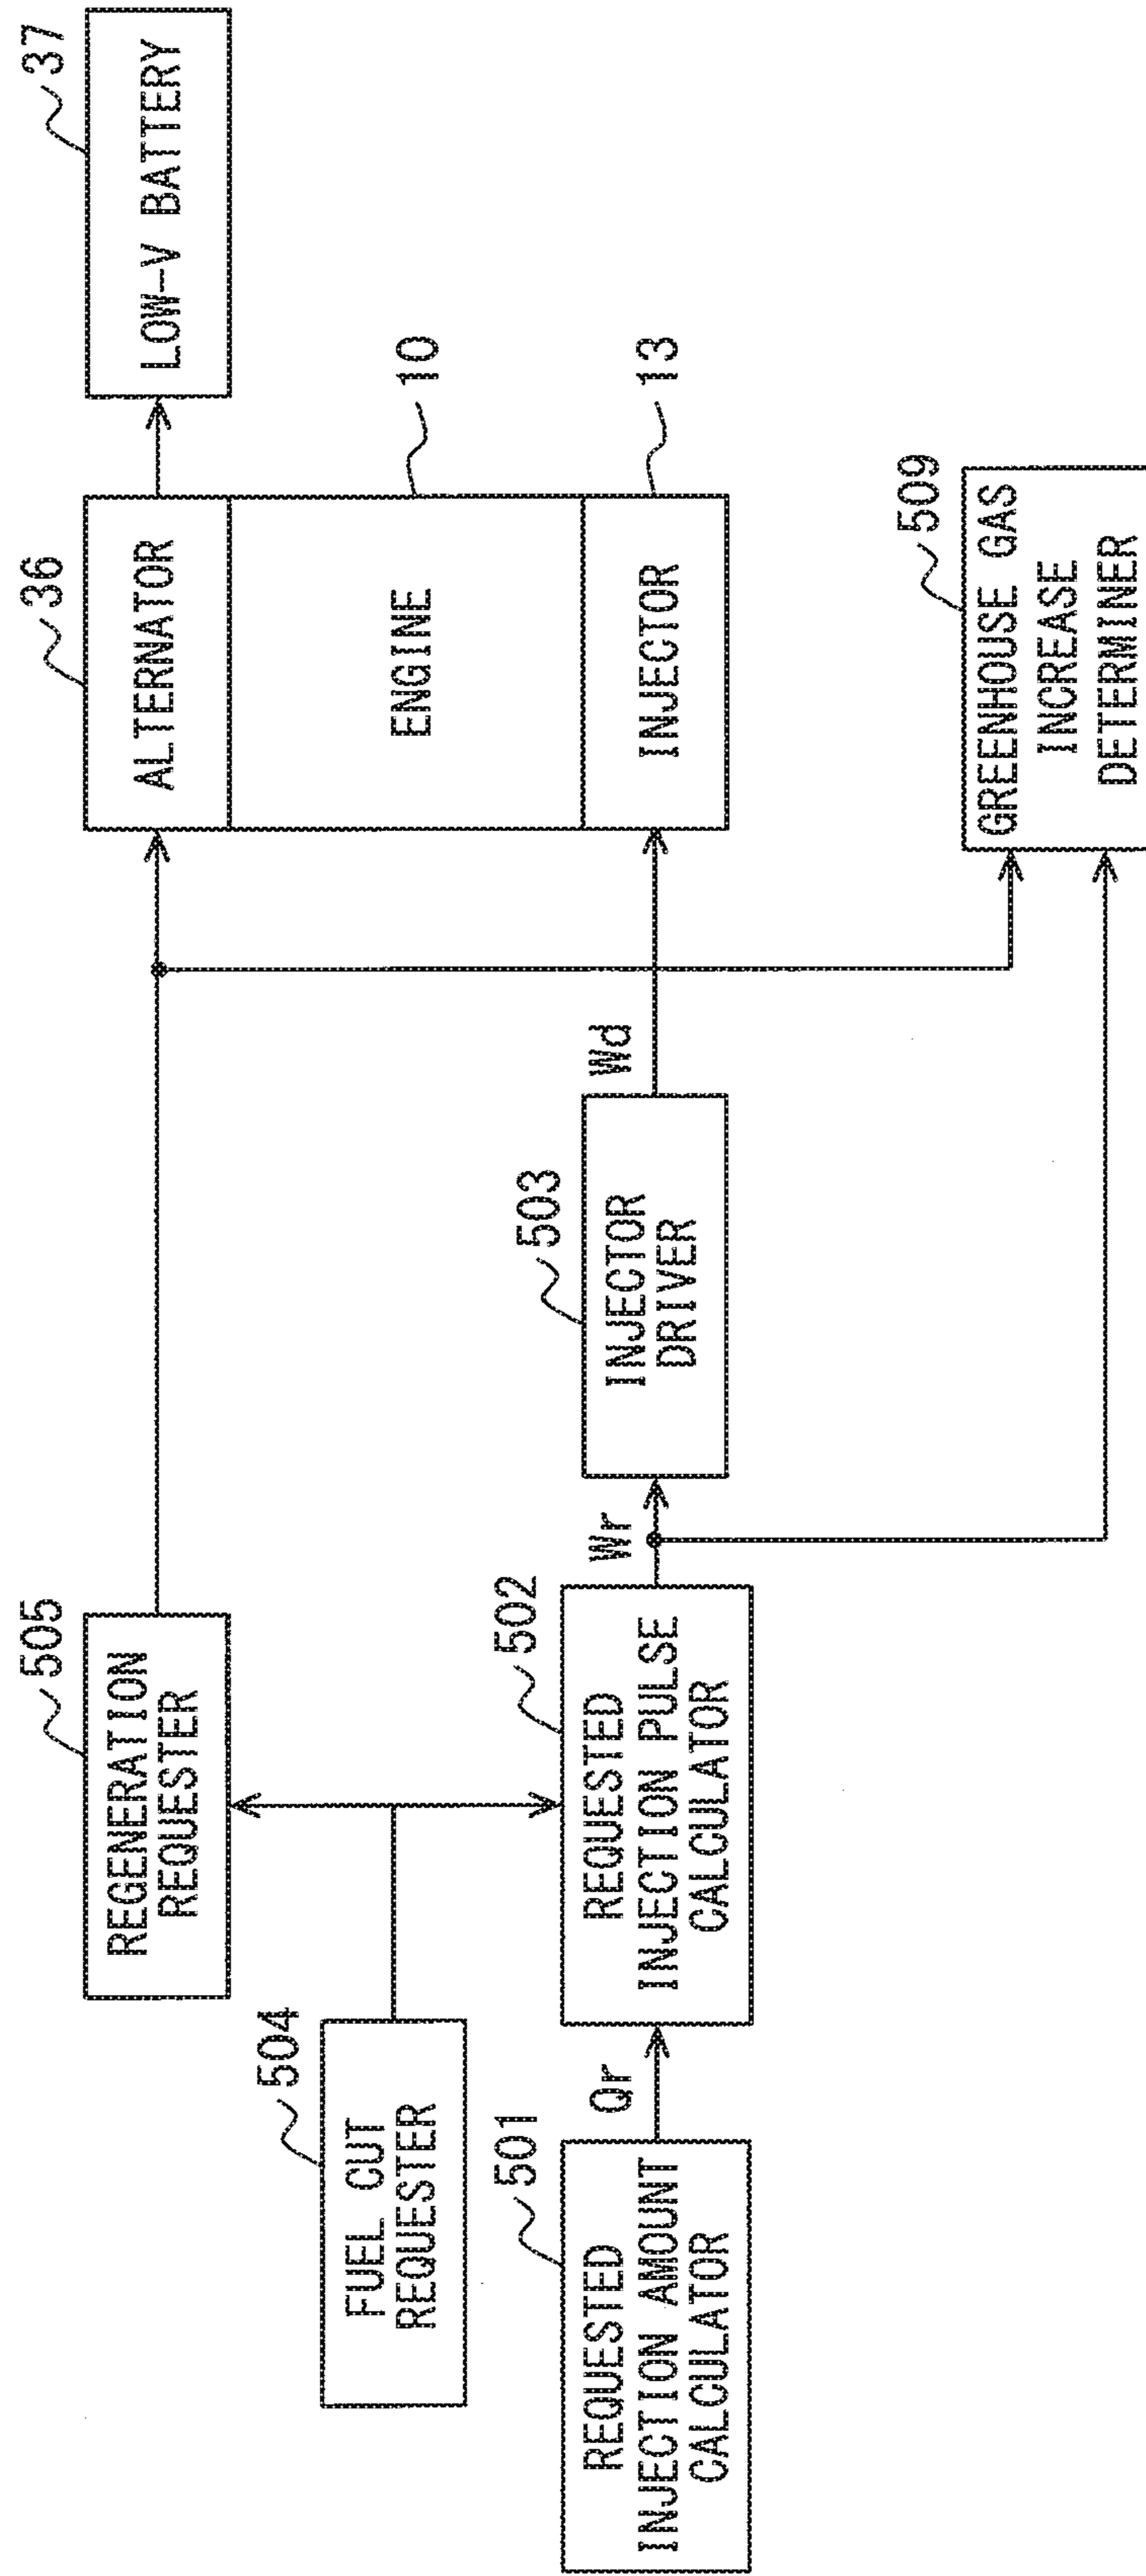 505
REGENERATION
REQUESTER
36
ALTERNATOR
37
LOW-V BATTERY
504
FUEL CUT
REQUESTER
ENGINE
10
501
REQUESTED
INJECTION AMOUNT
CALCULATOR
Qr
502
REQUESTED
INJECTION PULSE
CALCULATOR
Wr
503
INJECTOR
DRIVER
Wd
INJECTOR
13
509
GREENHOUSE GAS
INCREASE
DETERMINER